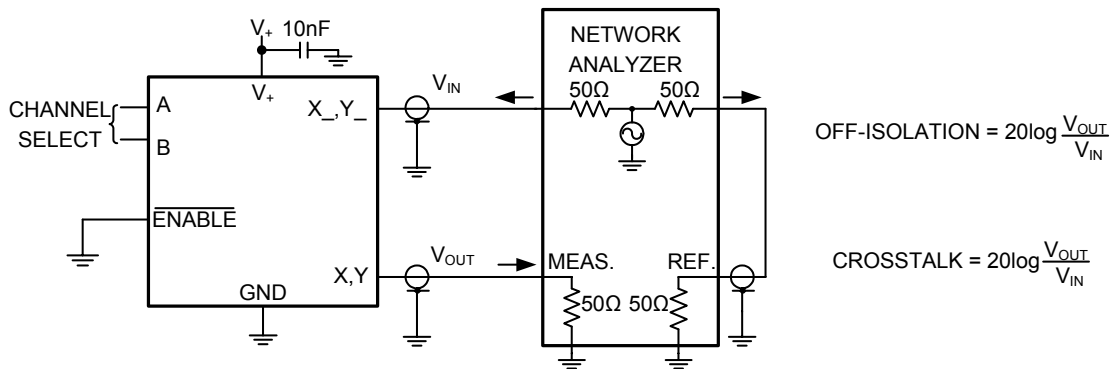 V+ 10nF
V+
V+
CHANNEL
SELECT
A
B
X_,Y_
ENABLE
X,Y
GND
VIN
VOUT
NETWORK
ANALYZER
50Ω 50Ω
MEAS. REF.
50Ω 50Ω
OFF-ISOLATION = 20log VOUT
VIN
CROSSTALK = 20log VOUT
VIN